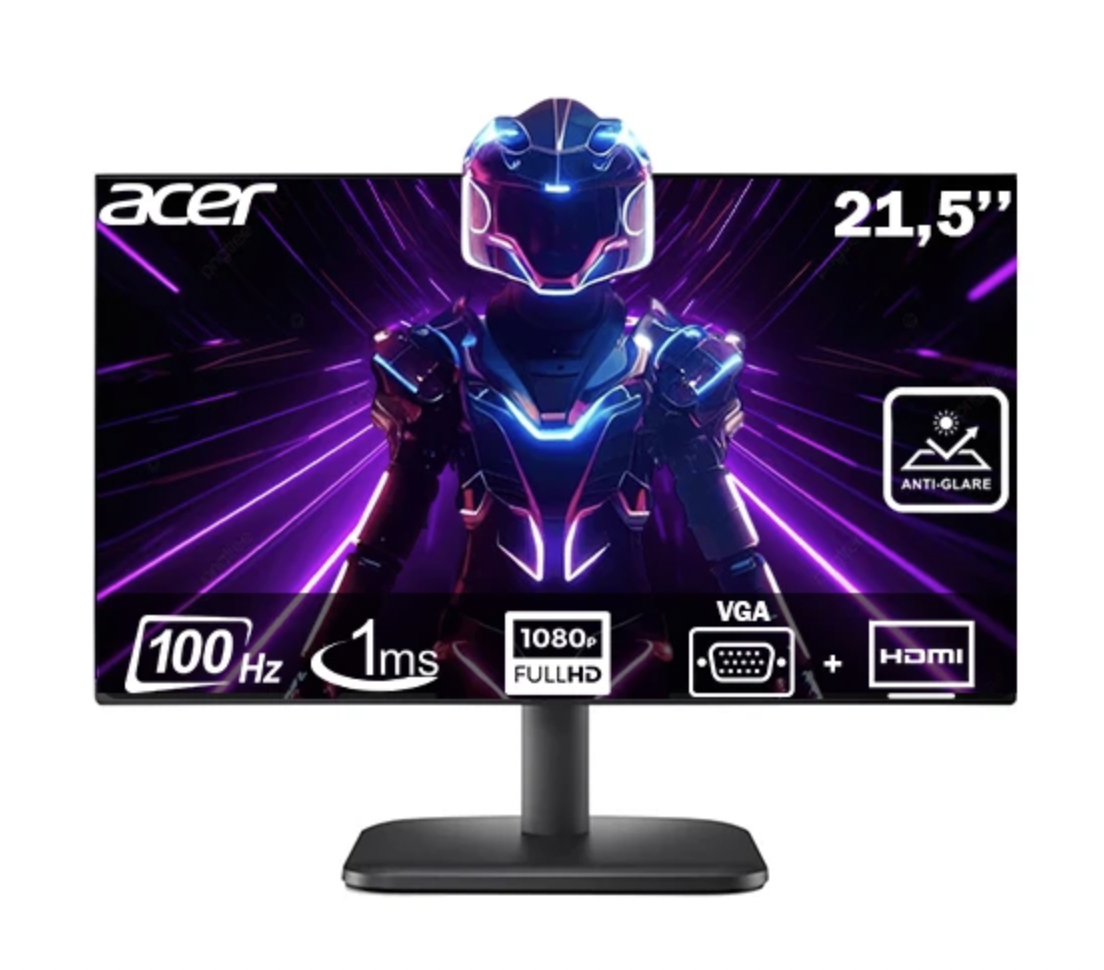 acer
21,5’’
ANTI-GLARE
100 Hz
1ms
1080p
FULLHD
VGA
+
HDMI